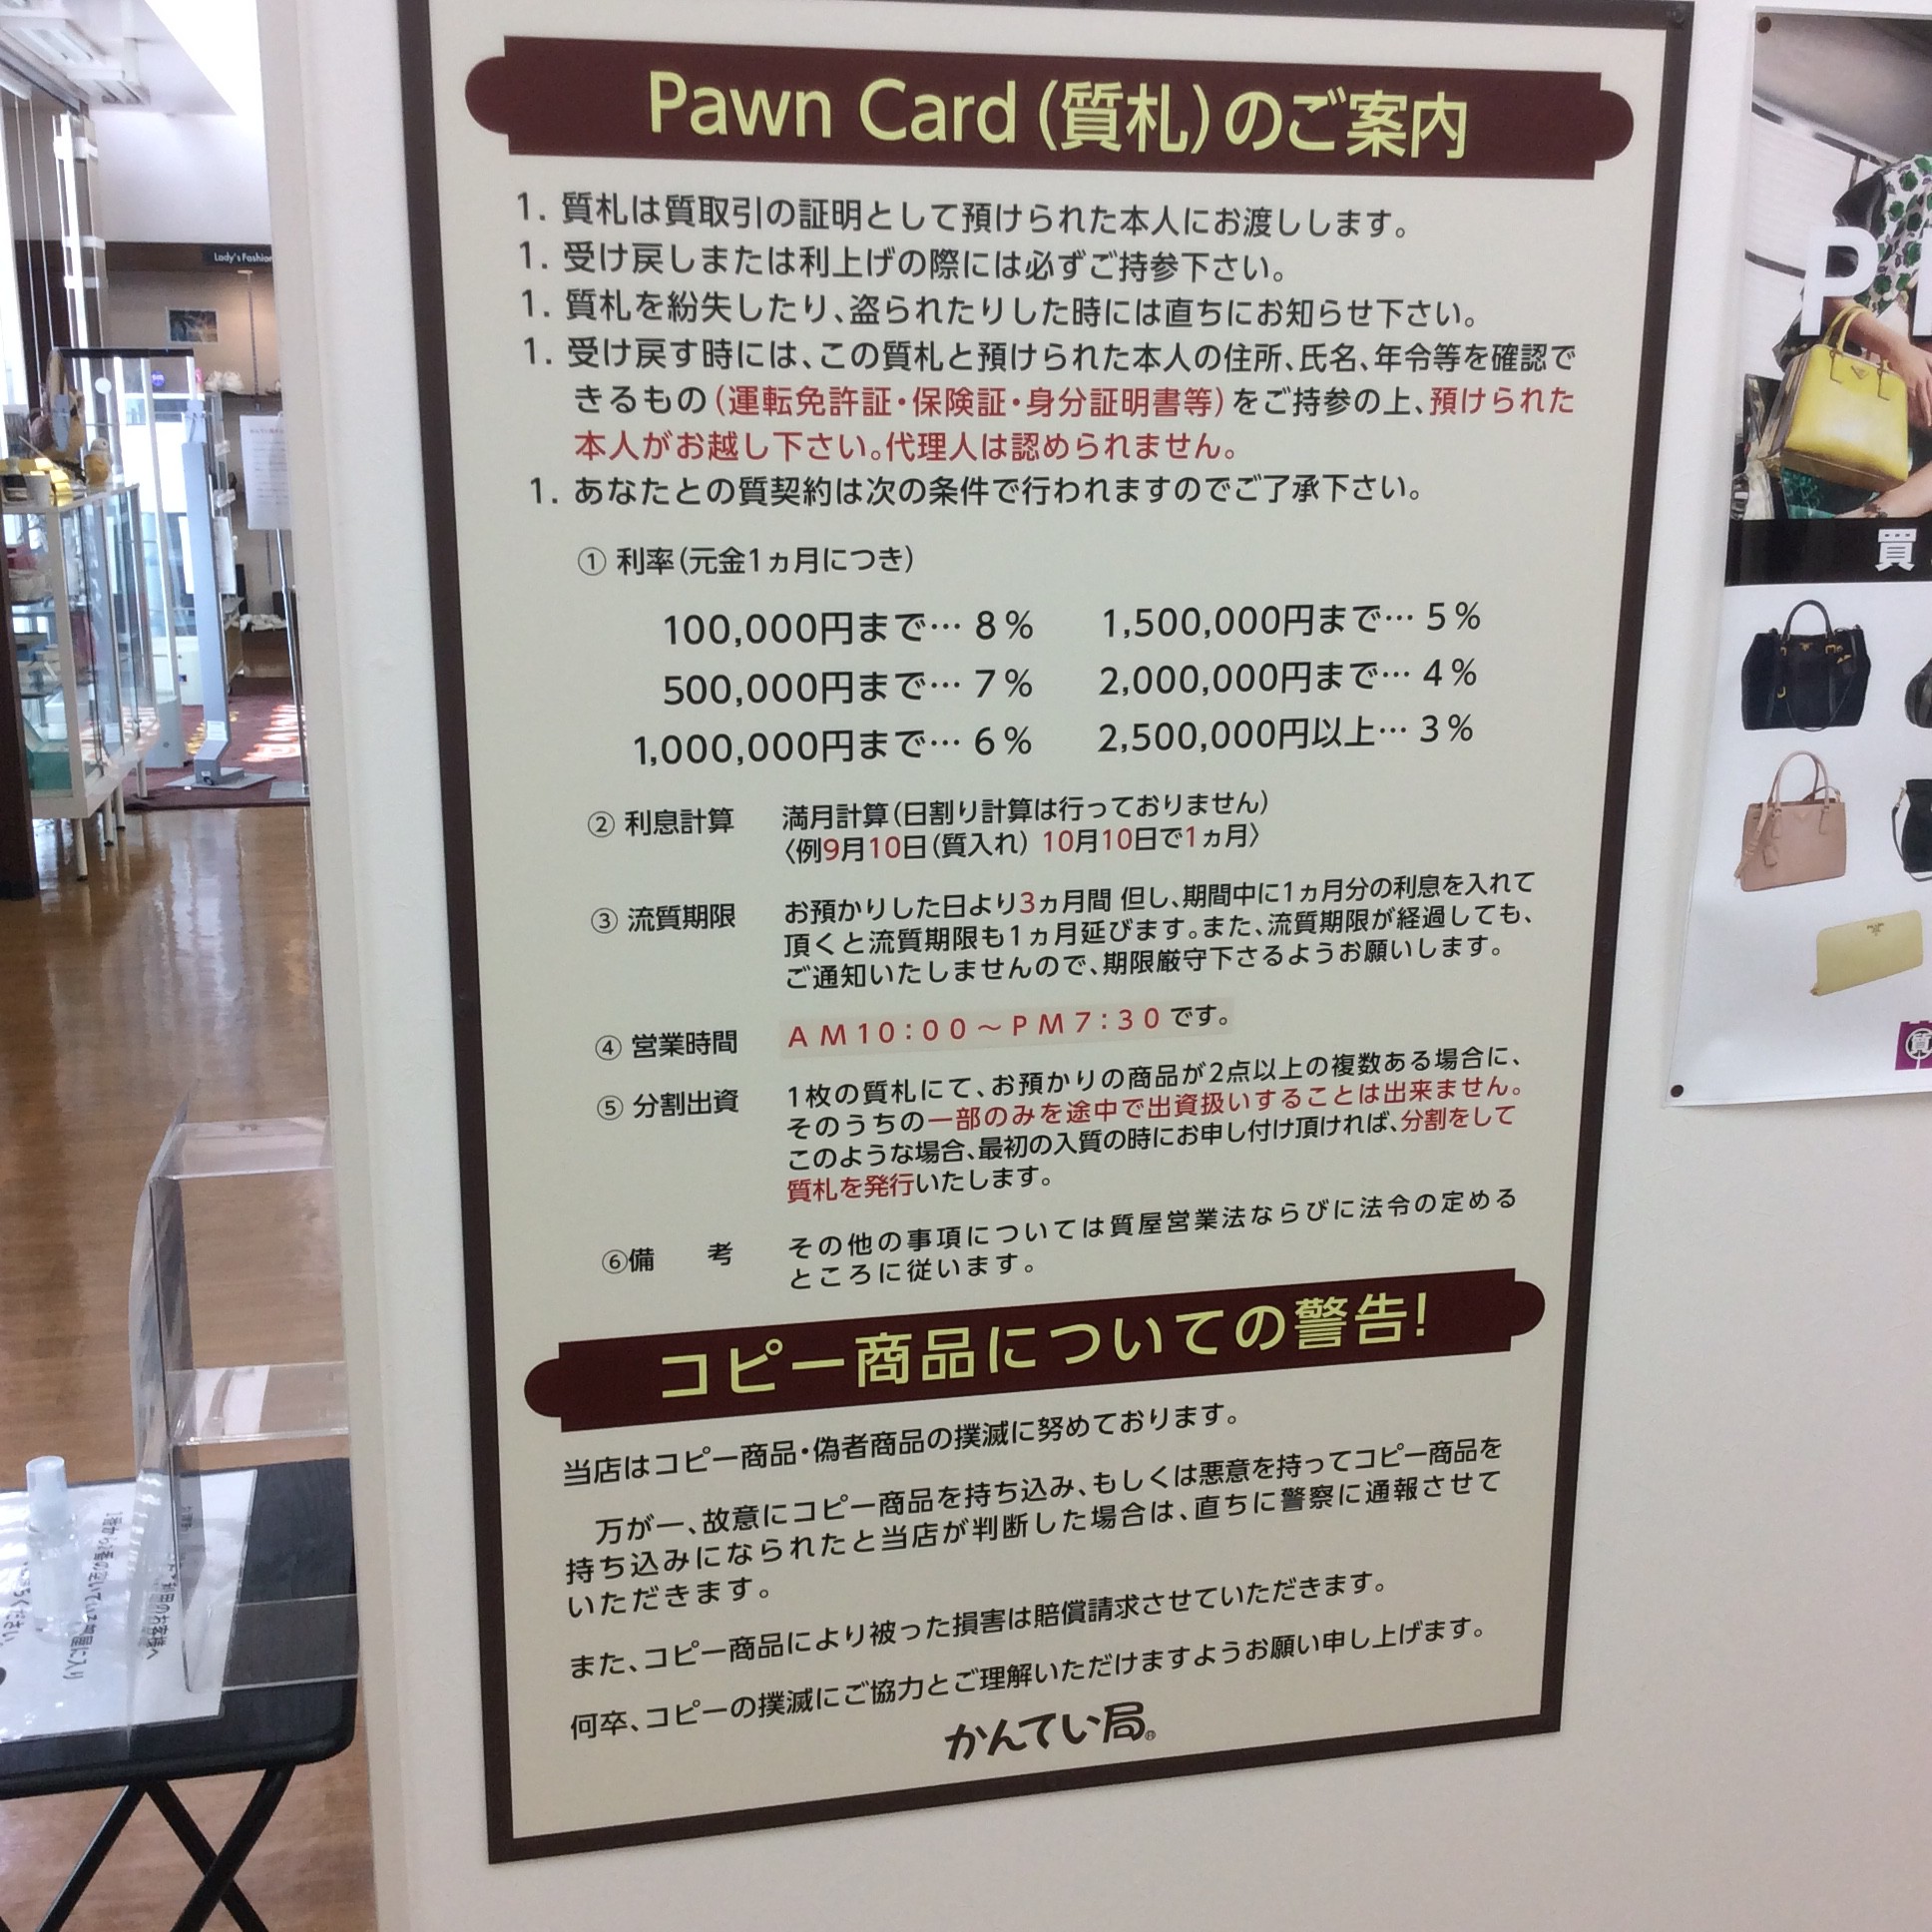 Pawn Card(質札)のご案内
1. 質札は質取引の証明として預けられた本人にお渡しします。
1. 受け戻しまたは利上げの際には必ずご持参下さい。
1. 質札を紛失したり、盗られたりした時には直ちにお知らせ下さい。
1. 受け戻す時には、この質札と預けられた本人の住所、氏名、年令等を確認で
きるもの(運転免許証・保険証・身分証明書等)をご持参の上、預けられた
本人がお越し下さい。代理人は認められません。
1. あなたとの質契約は次の条件で行われますのでご了承下さい。
① 利率(元金1ヵ月につき)
100,000円まで… 8% 1,500,000円まで… 5%
500,000円まで… 7% 2,000,000円まで… 4%
1,000,000円まで… 6% 2,500,000円以上… 3%
② 利息計算 満月計算(日割り計算は行っておりません)
〈例9月10日(質入れ) 10月10日で1ヵ月〉
③ 流質期限 お預かりした日より3ヵ月間 但し、期間中に1ヵ月分の利息を入れて
頂くと流質期限も1ヵ月延びます。また、流質期限が経過しても、
ご通知いたしませんので、期限厳守下さるようお願いします。
④ 営業時間 AM10:00～PM7:30です。
⑤ 分割出資 1枚の質札にて、お預かりの商品が2点以上の複数ある場合に、
そのうちの一部のみを途中で出資扱いすることは出来ません。
このような場合、最初の入質の時にお申し付け頂ければ、分割をして
質札を発行いたします。
⑥備 考 その他の事項については質屋営業法ならびに法令の定める
ところに従います。
コピー商品についての警告!
当店はコピー商品・偽者商品の撲滅に努めております。
万が一、故意にコピー商品を持ち込み、もしくは悪意を持ってコピー商品を
持ち込みになられたと当店が判断した場合は、直ちに警察に通報させて
いただきます。
また、コピー商品により被った損害は賠償請求させていただきます。
何卒、コピーの撲滅にご協力とご理解いただけますようお願い申し上げます。
かんてい局®
Lady's Fashion
P
買
質